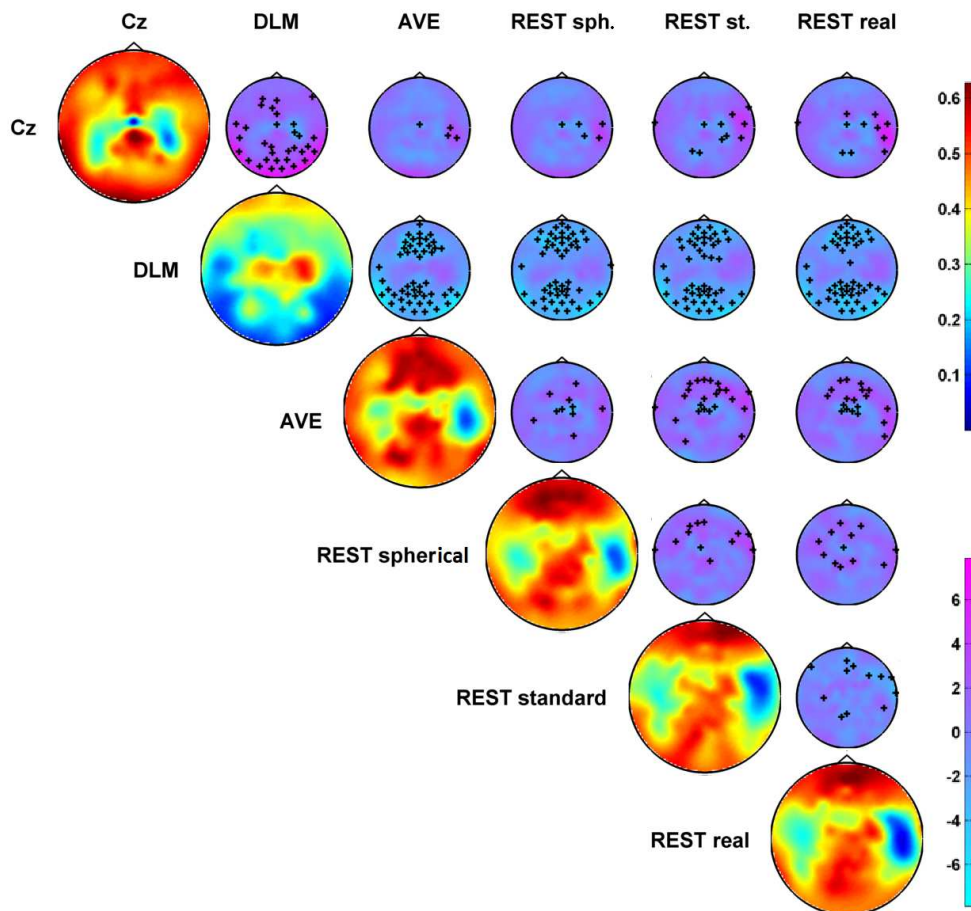 Cz DLM AVE REST sph. REST st. REST real
Cz
DLM
AVE
REST spherical
REST standard
REST real
0.6
0.5
0.4
0.3
0.2
0.1
6
4
2
0
-2
-4
-6